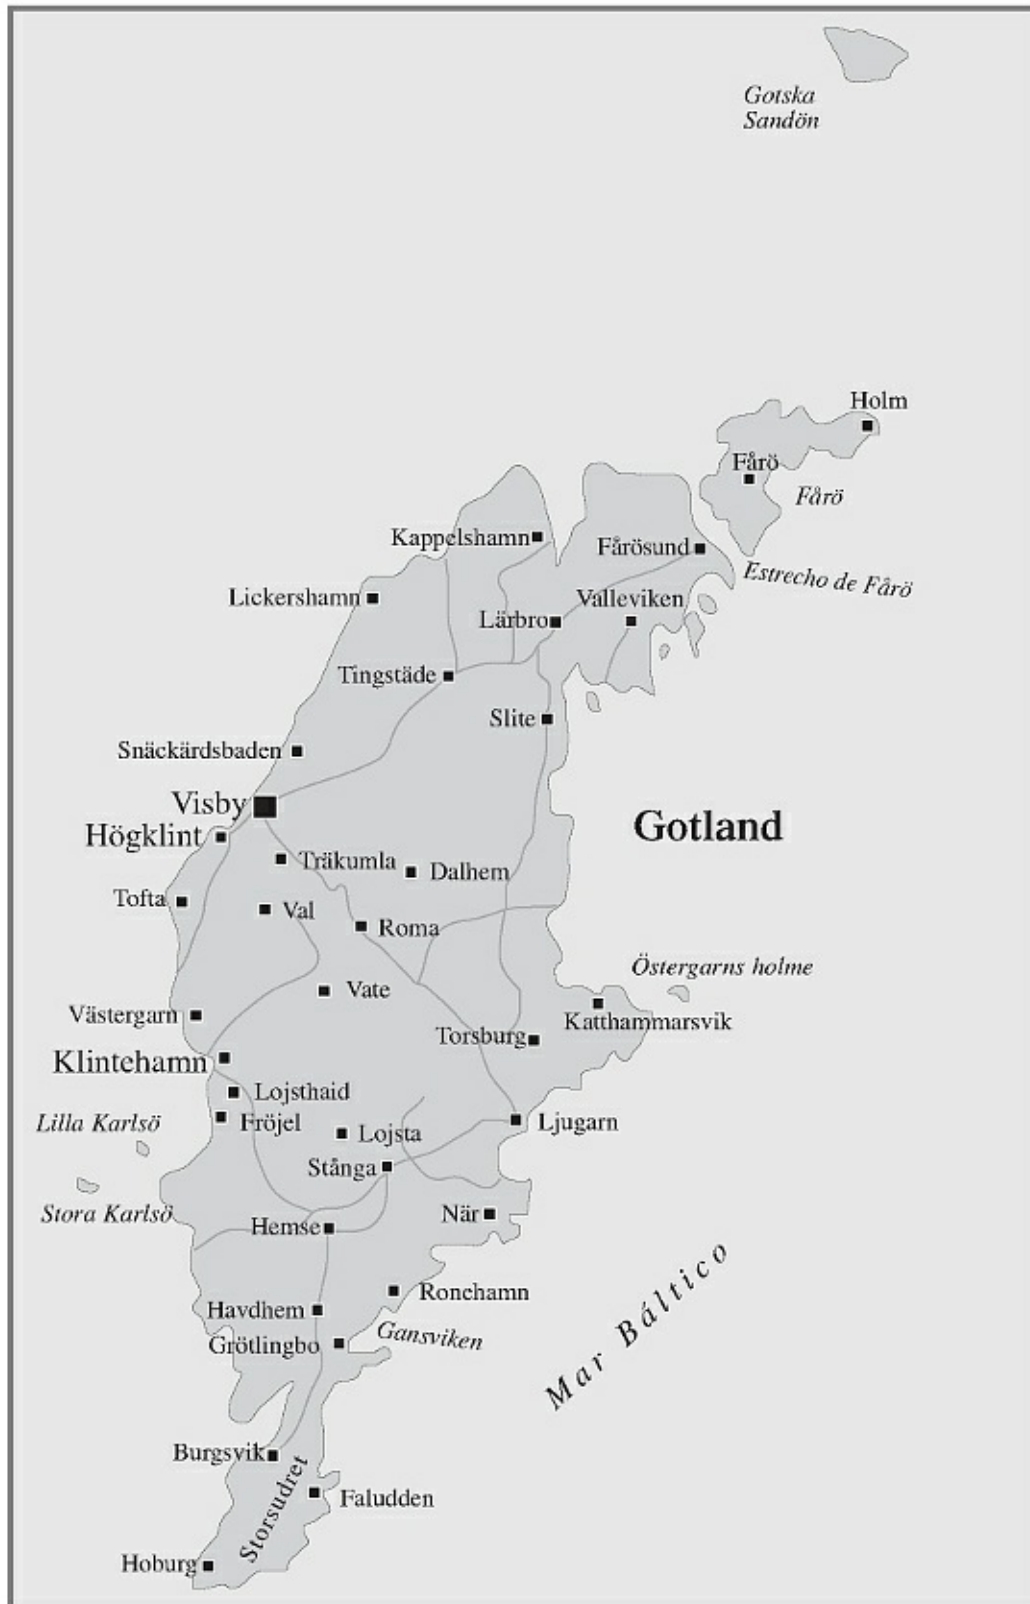 Gotska
Sandön
Holm
Fårö
Fårö
Kappelshamn
Fårösund
Estrecho de Fårö
Lickershamn
Valleviken
Lärbro
Tingstäde
Slite
Snäckärdsbaden
Visby
Gotland
Högklint
Träkumla
Dalhem
Tofta
Val
Roma
Östergarns holme
Vate
Västergarn
Katthammarsvik
Torsburg
Klintehamn
Lojsthaid
Lilla Karlsö
Fröjel
Ljugarn
Lojsta
Stånga
Stora Karlsö
När
Hemse
Ronehamn
Havdhem
Gansviken
Grötlingbo
Mar Báltico
Burgsvik
Storsudret
Faludden
Hoburg